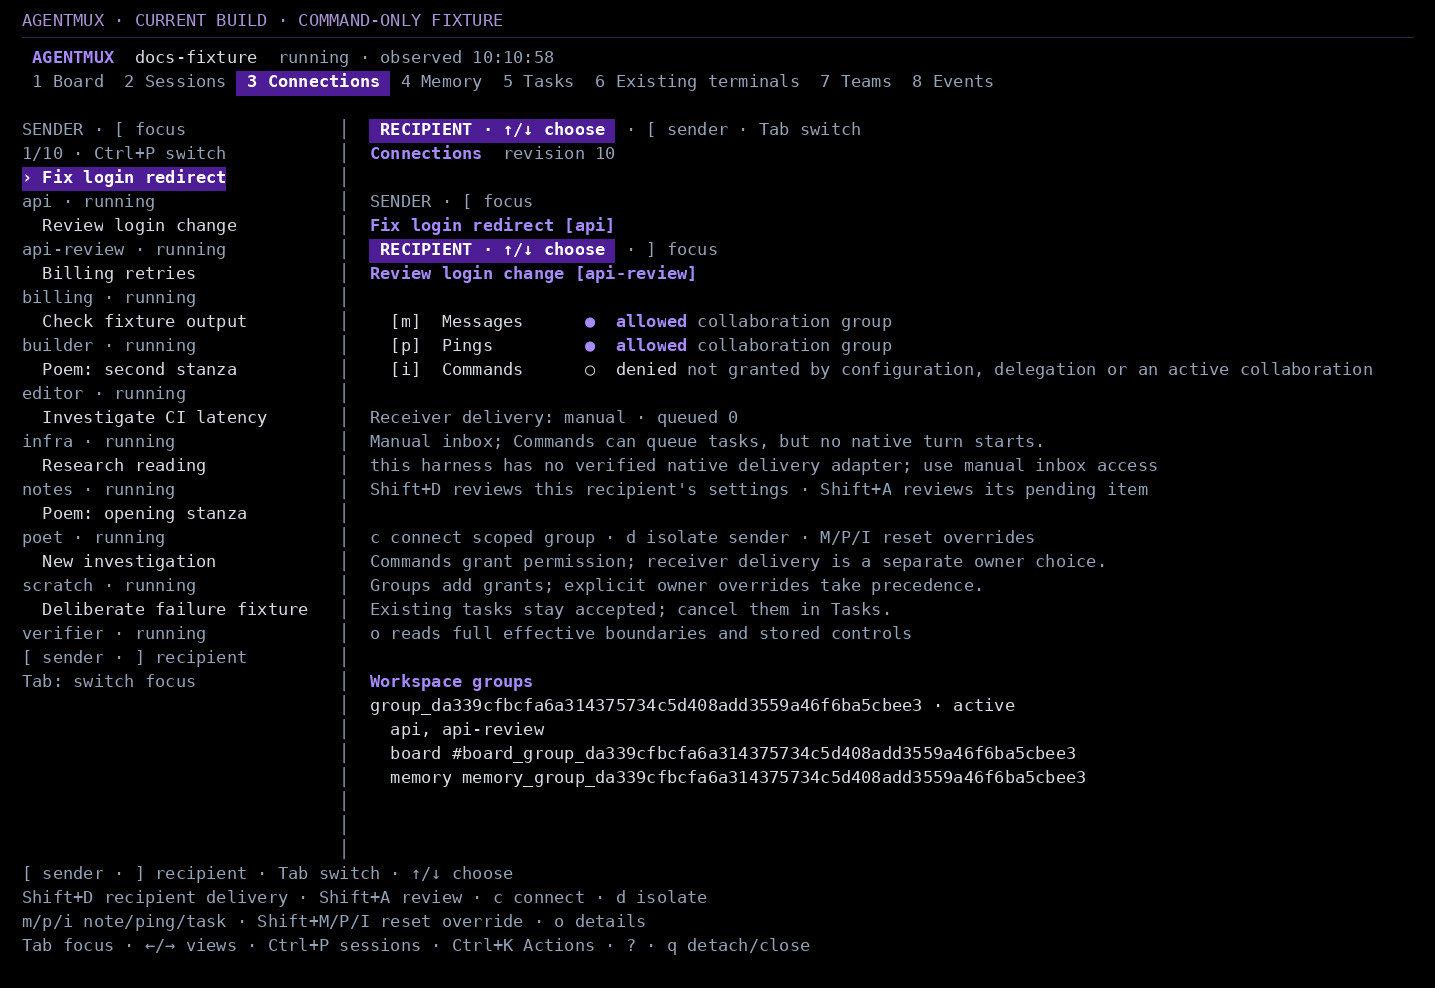 AGENTMUX · CURRENT BUILD · COMMAND-ONLY FIXTURE
AGENTMUX docs-fixture running · observed 10:10:58
1 Board 2 Sessions 3 Connections 4 Memory 5 Tasks 6 Existing terminals 7 Teams 8 Events
SENDER · [ focus
1/10 · Ctrl+P switch
› Fix login redirect
api · running
Review login change
api-review · running
Billing retries
billing · running
Check fixture output
builder · running
Poem: second stanza
editor · running
Investigate CI latency
infra · running
Research reading
notes · running
Poem: opening stanza
poet · running
New investigation
scratch · running
Deliberate failure fixture
verifier · running
[ sender · ] recipient
Tab: switch focus
RECIPIENT · ↑/↓ choose · [ sender · Tab switch
Connections revision 10
SENDER · [ focus
Fix login redirect [api]
RECIPIENT · ↑/↓ choose · ] focus
Review login change [api-review]
[m] Messages ● allowed collaboration group
[p] Pings ● allowed collaboration group
[i] Commands ○ denied not granted by configuration, delegation or an active collaboration
Receiver delivery: manual · queued 0
Manual inbox; Commands can queue tasks, but no native turn starts.
this harness has no verified native delivery adapter; use manual inbox access
Shift+D reviews this recipient's settings · Shift+A reviews its pending item
c connect scoped group · d isolate sender · M/P/I reset overrides
Commands grant permission; receiver delivery is a separate owner choice.
Groups add grants; explicit owner overrides take precedence.
Existing tasks stay accepted; cancel them in Tasks.
o reads full effective boundaries and stored controls
Workspace groups
group_da339cfbcfa6a314375734c5d408add3559a46f6ba5cbee3 · active
api, api-review
board #board_group_da339cfbcfa6a314375734c5d408add3559a46f6ba5cbee3
memory memory_group_da339cfbcfa6a314375734c5d408add3559a46f6ba5cbee3
[ sender · ] recipient · Tab switch · ↑/↓ choose
Shift+D recipient delivery · Shift+A review · c connect · d isolate
m/p/i note/ping/task · Shift+M/P/I reset override · o details
Tab focus · ←/→ views · Ctrl+P sessions · Ctrl+K Actions · ? · q detach/close